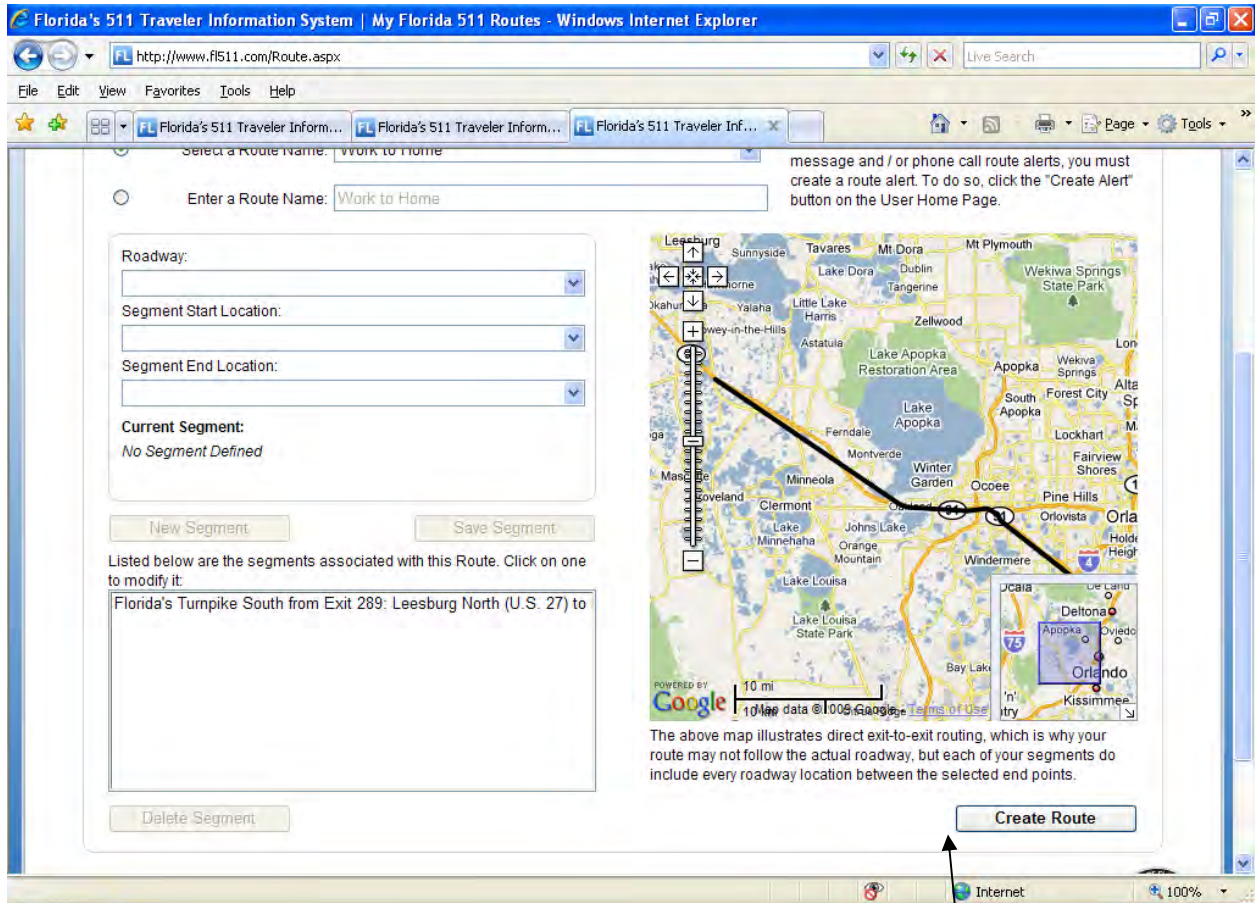 Florida's 511 Traveler Information System | My Florida 511 Routes - Windows Internet Explorer
http://www.fl511.com/Route.aspx
Live Search
File Edit View Favorites Tools Help
Florida's 511 Traveler Inform...
Florida's 511 Traveler Inform...
Florida's 511 Traveler Inf...
Page
Tools
Select a Route Name: Work to Home
Enter a Route Name: Work to Home
message and / or phone call route alerts, you must
create a route alert. To do so, click the "Create Alert"
button on the User Home Page.
Roadway:
Segment Start Location:
Segment End Location:
Current Segment:
No Segment Defined
New Segment
Save Segment
Listed below are the segments associated with this Route. Click on one
to modify it:
Florida's Turnpike South from Exit 289: Leesburg North (U.S. 27) to
Delete Segment
Leesburg
Sunnyside
Tavares
Mt Dora
Mt Plymouth
Lake Dora
Dublin
Tangerine
Wekiwa Springs
State Park
Yalaha
Little Lake
Harris
Zellwood
Astatula
Lake Apopka
Restoration Area
Apopka
Wekiva
Springs
South
Apopka
Forest City
Lake
Apopka
Ferndale
Lockhart
Montverde
Fairview
Shores
Winter
Garden
Ocoee
Minneola
Pine Hills
Clermont
Orlovista
Lake
Minnehaha
Johns Lake
Orange
Mountain
Windermere
4
Lake Louisa
Lake Louisa
State Park
Bay Lake
Deltona
Apopka
Oviedo
75
Orlando
Kissimmee
POWERED BY
Google
10 mi
Terms of Use
The above map illustrates direct exit-to-exit routing, which is why your
route may not follow the actual roadway, but each of your segments do
include every roadway location between the selected end points.
Create Route
Internet
100%